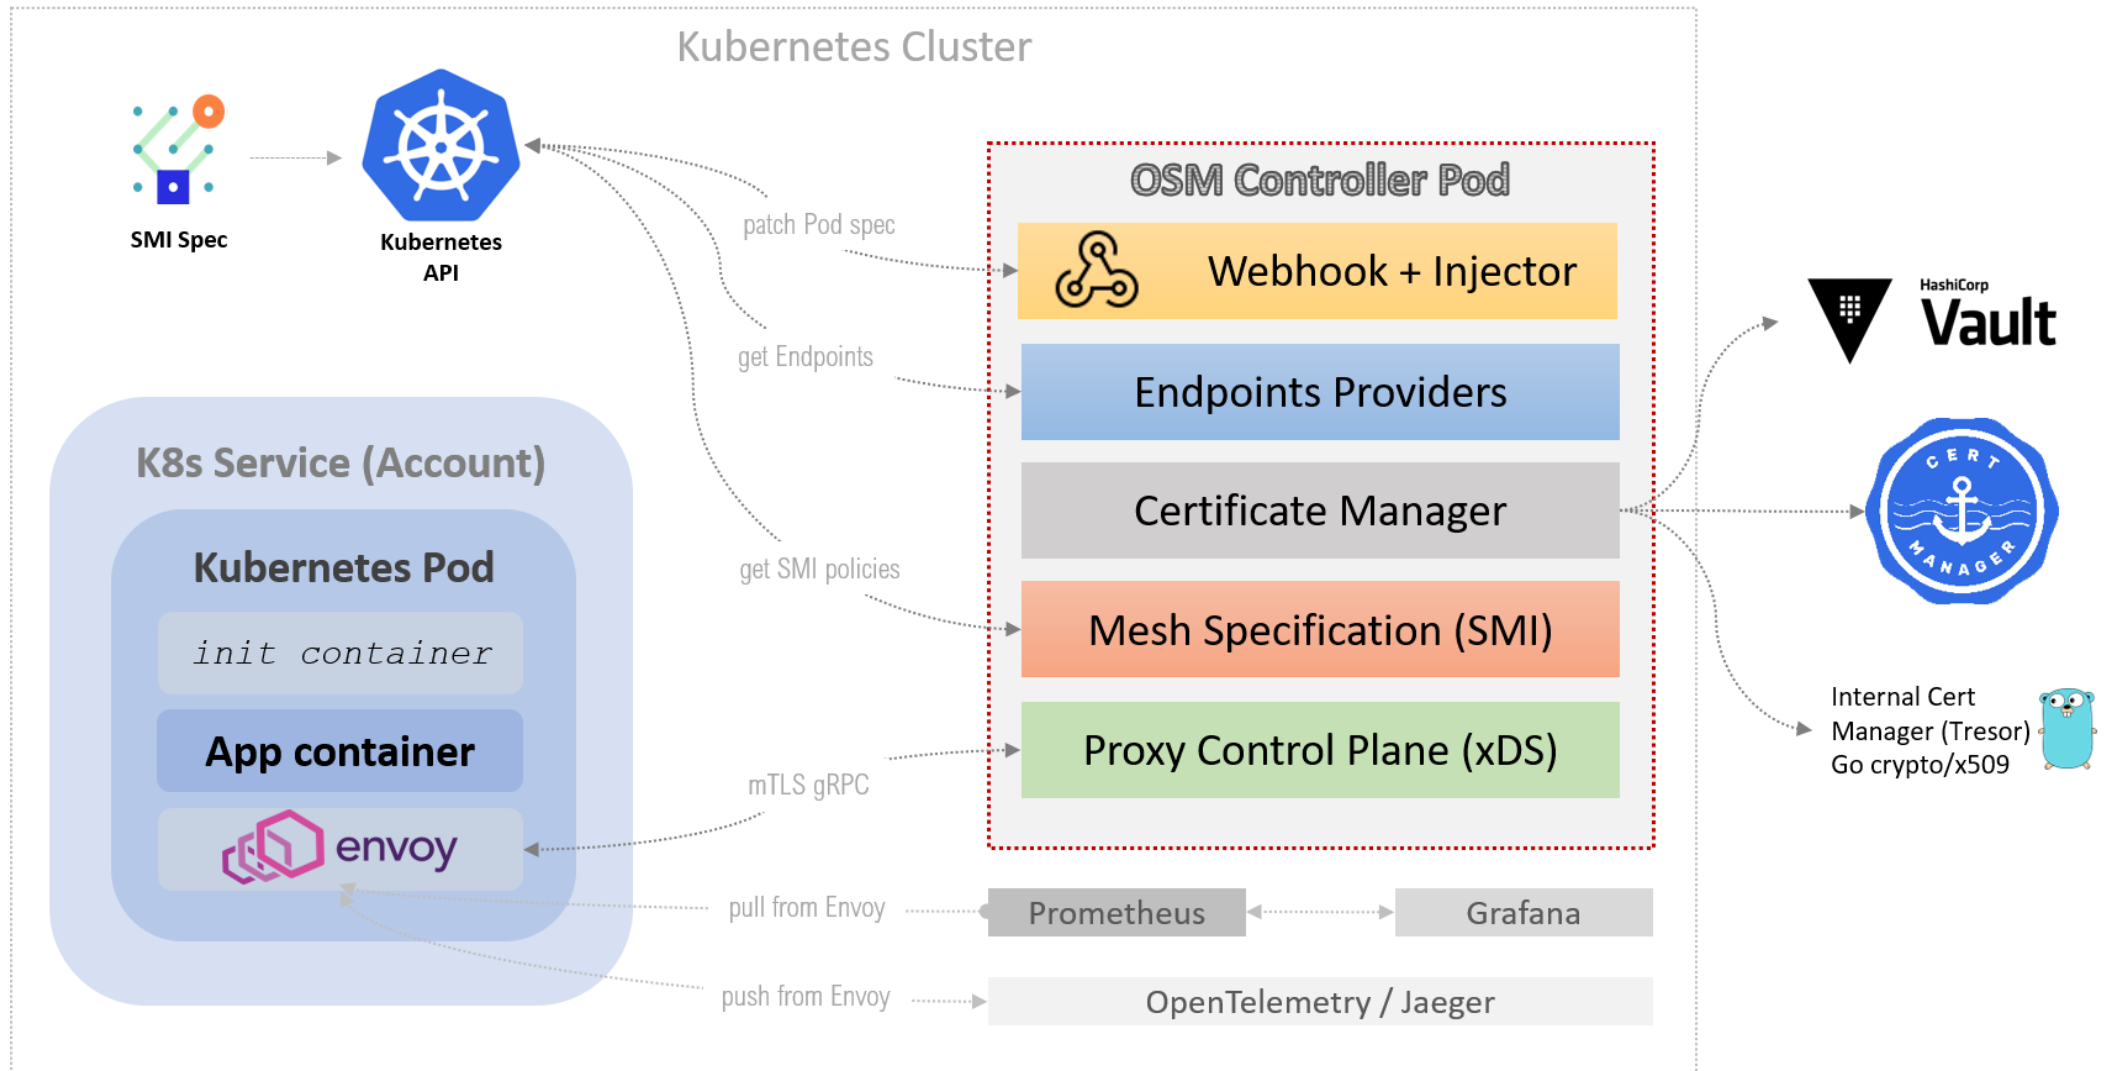 Kubernetes Cluster
SMI Spec
Kubernetes
API
patch Pod spec
get Endpoints
get SMI policies
mTLS gRPC
pull from Envoy
push from Envoy
K8s Service (Account)
Kubernetes Pod
init container
App container
envoy
OSM Controller Pod
Webhook + Injector
Endpoints Providers
Certificate Manager
Mesh Specification (SMI)
Proxy Control Plane (xDS)
Prometheus
Grafana
OpenTelemetry / Jaeger
HashiCorp
Vault
CERT
MANAGER
Internal Cert
Manager (Tresor)
Go crypto/x509